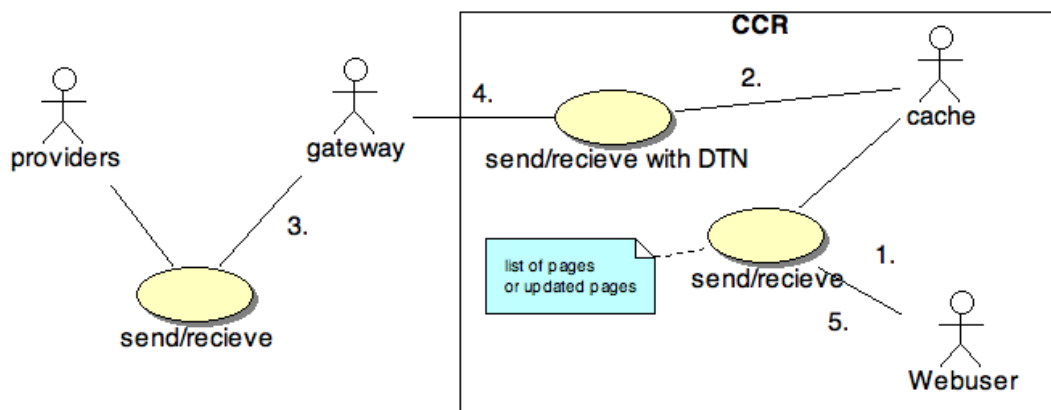 CCR
4.
2.
cache
providers
gateway
send/recieve with DTN
3.
list of pages
or updated pages
1.
send/recieve
5.
send/recieve
Webuser